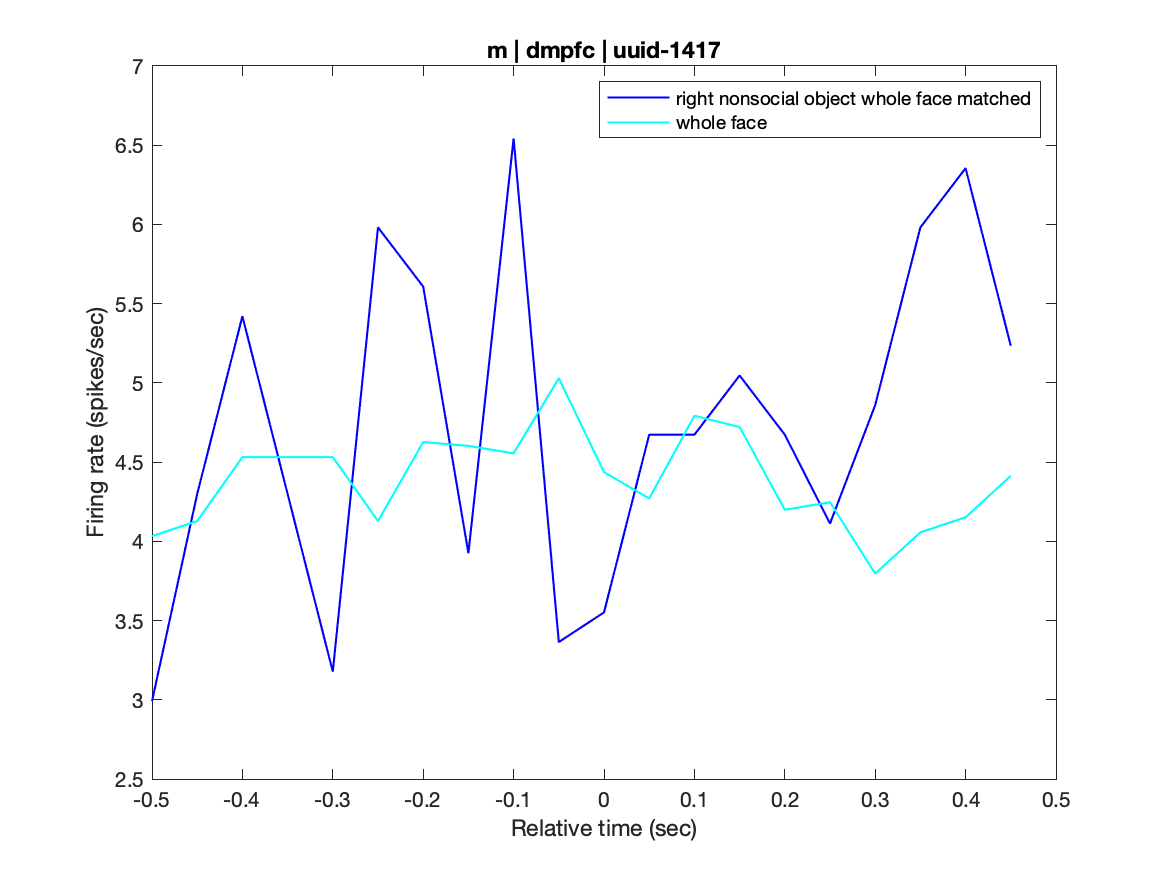 m | dmpfc | uuid-1417
7
right nonsocial object whole face matched
whole face
6.5
6
5.5
5
4.5
4
3.5
3
2.5
Firing rate (spikes/sec)
-0.5 -0.4 -0.3 -0.2 -0.1 0 0.1 0.2 0.3 0.4 0.5
Relative time (sec)